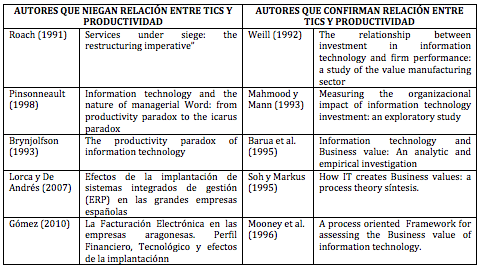 AUTORES QUE NIEGAN RELACIÓN ENTRE TICS Y
PRODUCTIVIDAD
AUTORES QUE CONFIRMAN RELACIÓN ENTRE
TICS Y PRODUCTIVIDAD
Roach (1991)
Services under siege: the
restructuring imperative"
Weill (1992)
The relationship between
investment in information
technology and firm performance:
a study of the value manufacturing
sector
Pinsonneault
(1998)
Information technology and the
nature of managerial Word: from
productivity paradox to the icarus
paradox
Mahmood y
Mann (1993)
Measuring the organizacional
impact of information technology
investment: an exploratory study
Brynjolfson
(1993)
The productivity paradox of
information technology
Barua et al.
(1995)
Information technology and
Business value: An analytic and
empirical investigation
Lorca y De
Andrés (2007)
Efectos de la implantación de
sistemas integrados de gestión
(ERP) en las grandes empresas
españolas
Soh y Markus
(1995)
How IT creates Business values: a
process theory síntesis.
Gómez (2010)
La Facturación Electrónica en las
empresas aragonesas. Perfil
Financiero, Tecnológico y efectos
de la implantaciónn
Mooney et al.
(1996)
A process oriented Framework for
assessing the Business value of
information technology.